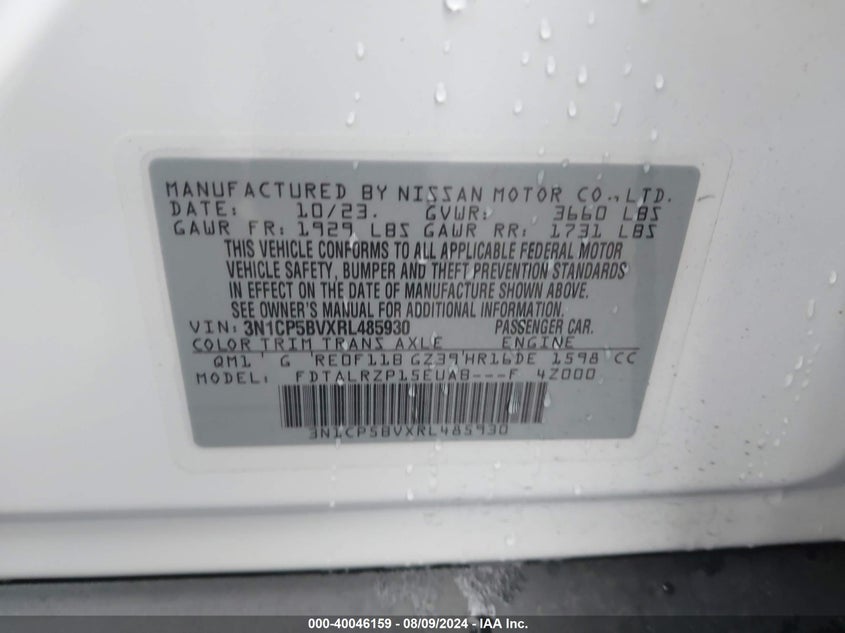 MANUFACTURED BY NISSAN MOTOR CO., LTD.
DATE: 10/23. GVWR: 3660 LBS
GAWR FR: 1929 LBS GAWR RR: 1731 LBS
THIS VEHICLE CONFORMS TO ALL APPLICABLE FEDERAL MOTOR
VEHICLE SAFETY, BUMPER AND THEFT PREVENTION STANDARDS
IN EFFECT ON THE DATE OF MANUFACTURE SHOWN ABOVE.
SEE OWNER'S MANUAL FOR ADDITIONAL INFORMATION.
VIN: 3N1CP5BVXRL485930 PASSENGER CAR.
COLOR TRIM TRANS AXLE ENGINE
QM1 G RE0F11B GZ39 HR16DE 1598 CC
MODEL: FDTALRZP15EUAB---F 4Z000
3N1CP5BVXRL485930
000-40046159 - 08/09/2024 - IAA Inc.